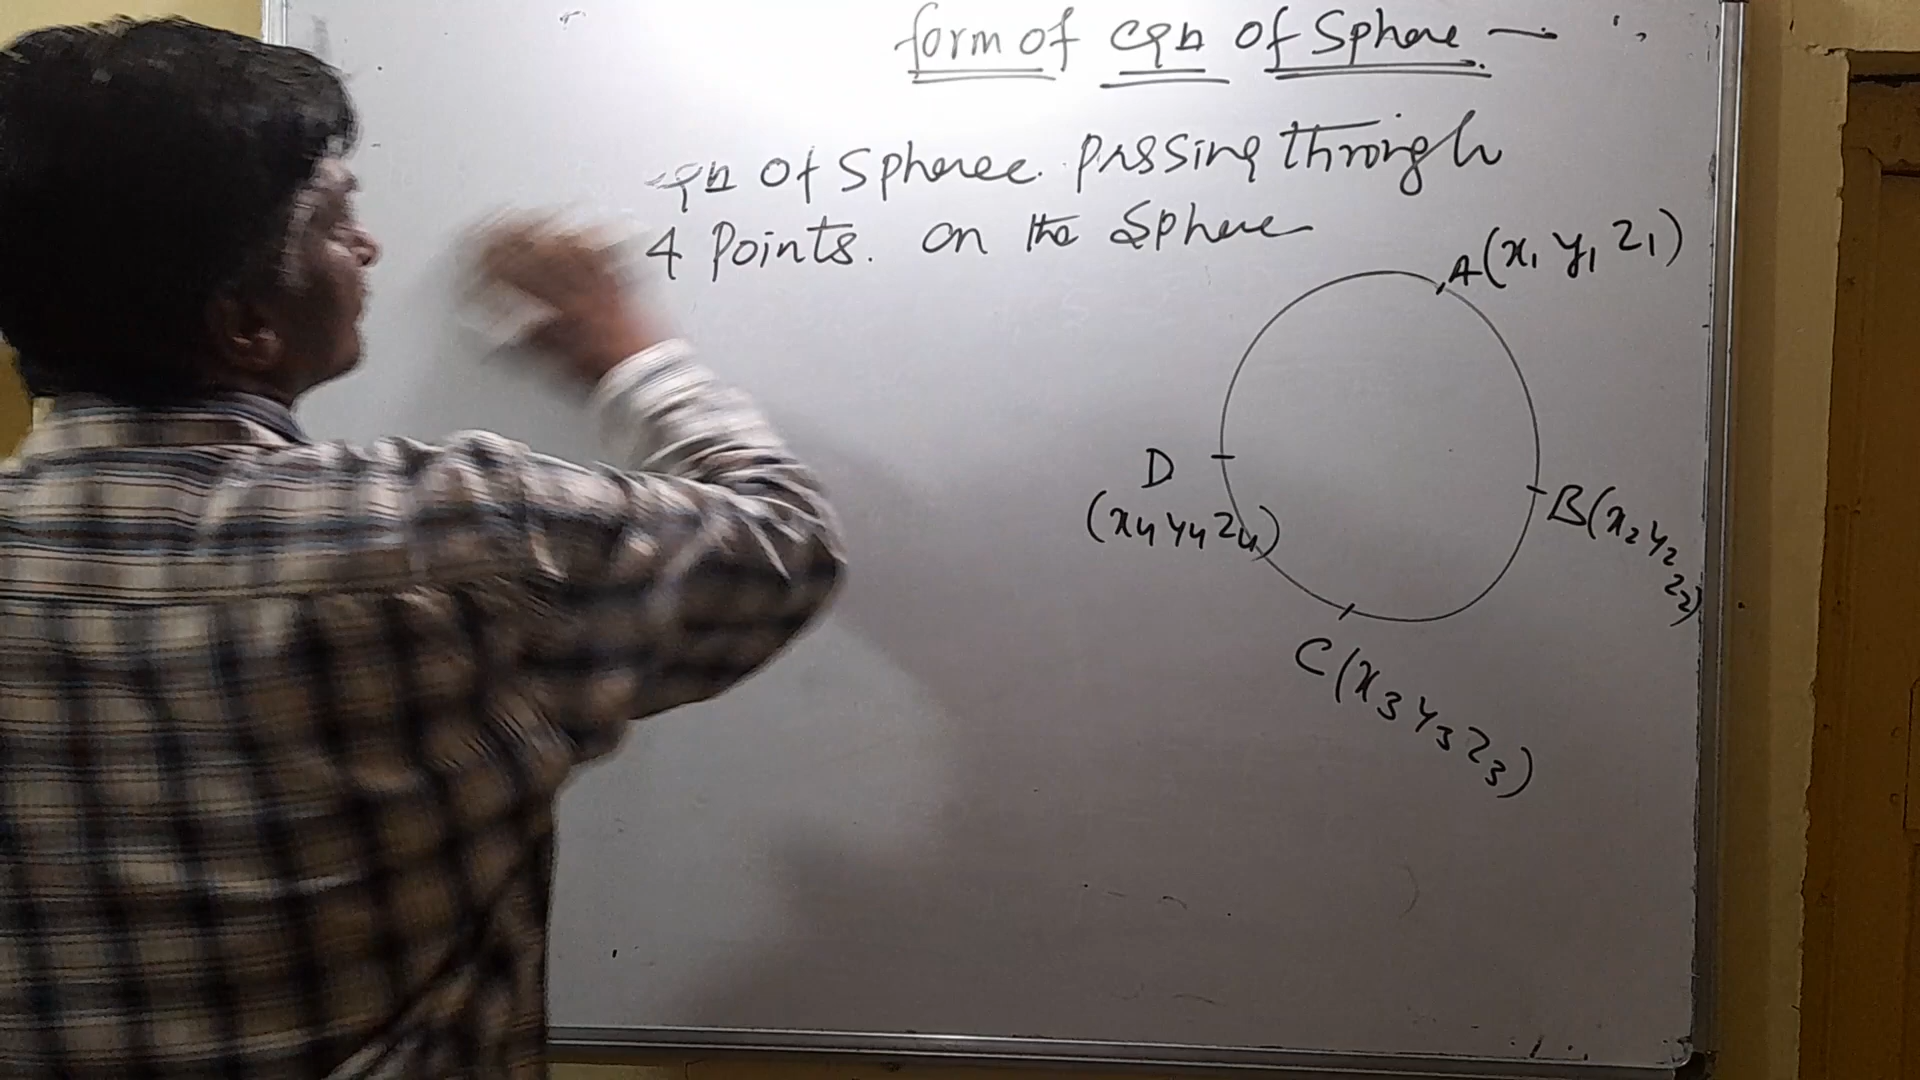 form of eqn of Sphere —
eqn of Spheree. passing through
4 Points. on the Sphere
A(x1 y1 z1)
D
(x4 y4 z4)
B(x2 y2
z2)
C(x3 y3 z3)